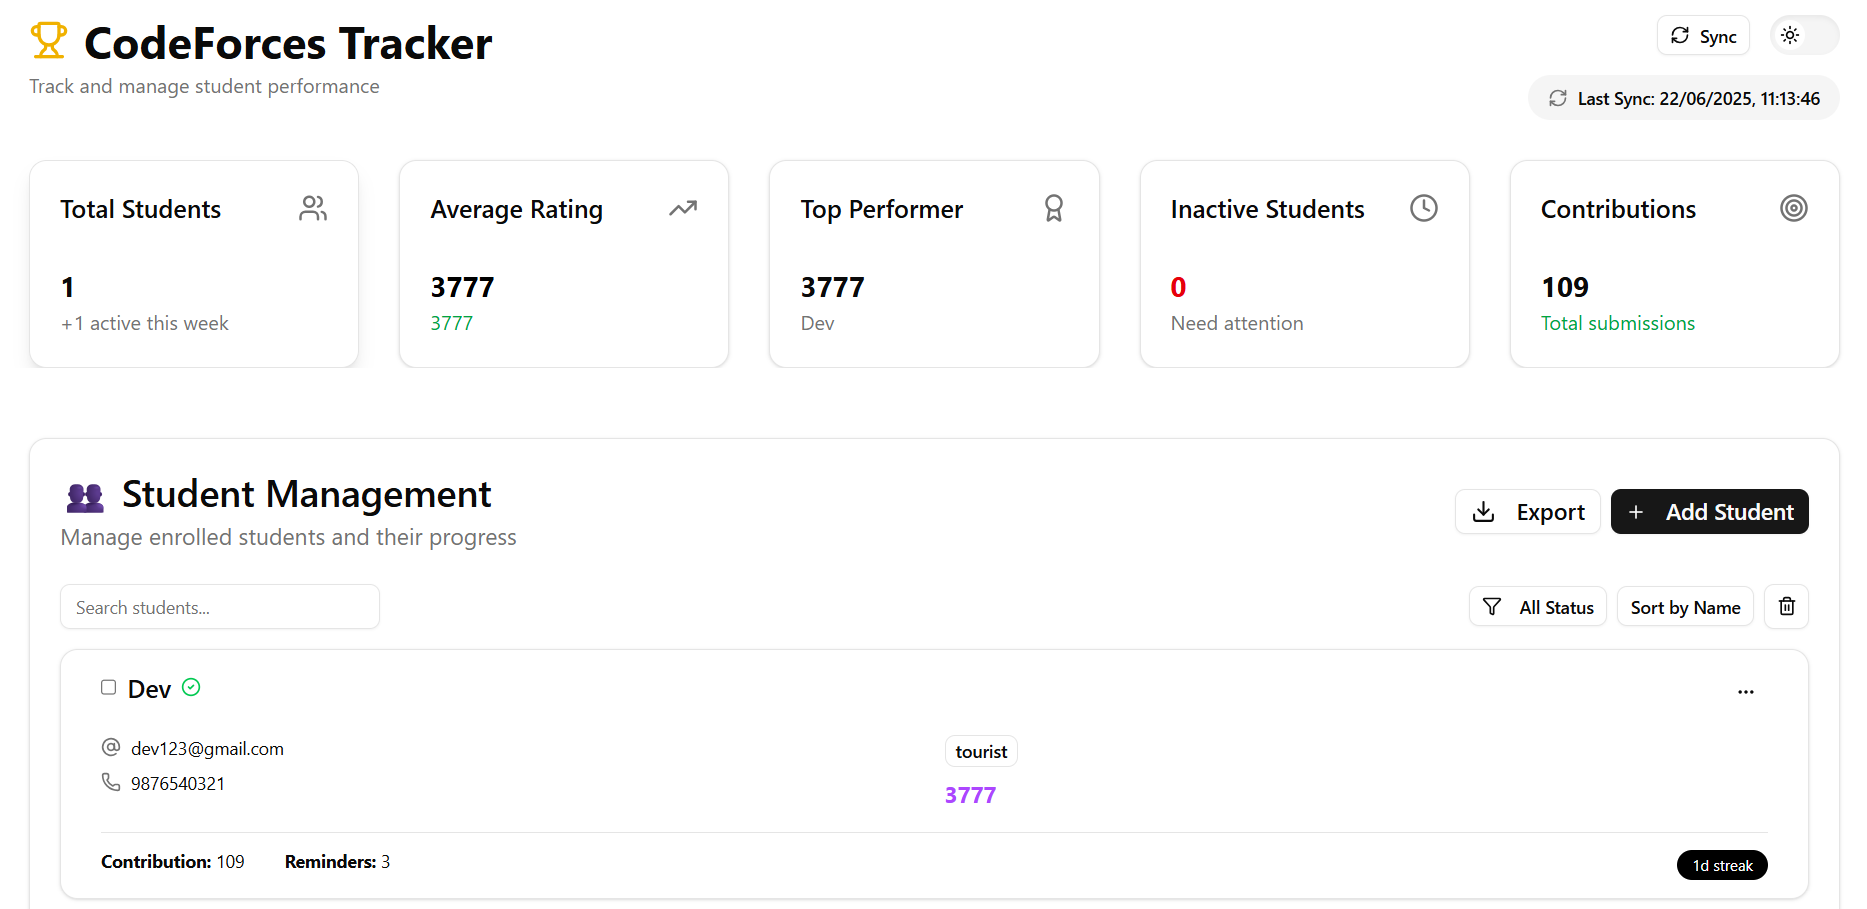 CodeForces Tracker
Track and manage student performance
Sync
Last Sync: 22/06/2025, 11:13:46
Total Students
1
+1 active this week
Average Rating
3777
3777
Top Performer
3777
Dev
Inactive Students
0
Need attention
Contributions
109
Total submissions
Student Management
Manage enrolled students and their progress
Export
+ Add Student
Search students...
All Status
Sort by Name
Dev
...
dev123@gmail.com
9876540321
tourist
3777
Contribution: 109
Reminders: 3
1d streak